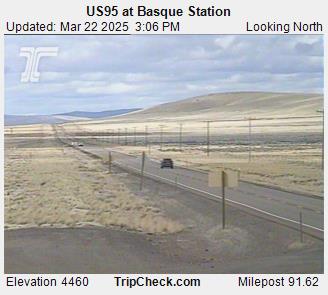 US95 at Basque Station
Updated: Mar 22 2025 3:06 PM Looking North
Elevation 4460 TripCheck.com Milepost 91.62